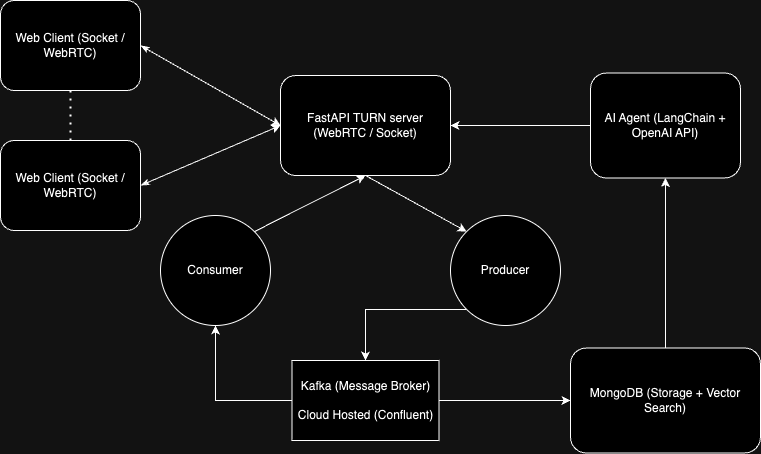 Web Client (Socket /
WebRTC)
FastAPI TURN server
(WebRTC / Socket)
AI Agent (LangChain +
OpenAI API)
Web Client (Socket /
WebRTC)
Consumer
Producer
Kafka (Message Broker)
Cloud Hosted (Confluent)
MongoDB (Storage + Vector
Search)